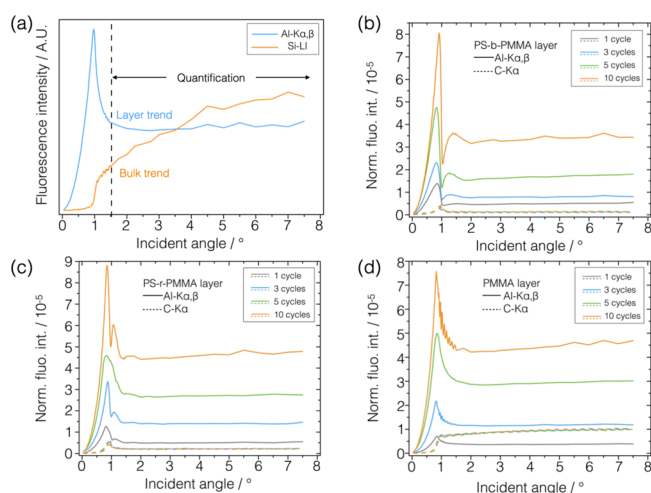 (a)
Fluorescence intensity / A.U.
Al-Kα,β
Si-Ll
Quantification
Layer trend
Bulk trend
0 1 2 3 4 5 6 7 8
Incident angle / °
(b)
Norm. fluo. int. / 10-5
8
7
6
5
4
3
2
1
0
PS-b-PMMA layer
Al-Kα,β
C-Kα
1 cycle
3 cycles
5 cycles
10 cycles
0 1 2 3 4 5 6 7 8
Incident angle / °
(c)
Norm. fluo. int. / 10-5
9
8
7
6
5
4
3
2
1
0
PS-r-PMMA layer
Al-Kα,β
C-Kα
1 cycle
3 cycles
5 cycles
10 cycles
0 1 2 3 4 5 6 7 8
Incident angle / °
(d)
Norm. fluo. int. / 10-5
8
7
6
5
4
3
2
1
0
PMMA layer
Al-Kα,β
C-Kα
1 cycle
3 cycles
5 cycles
10 cycles
0 1 2 3 4 5 6 7 8
Incident angle / °